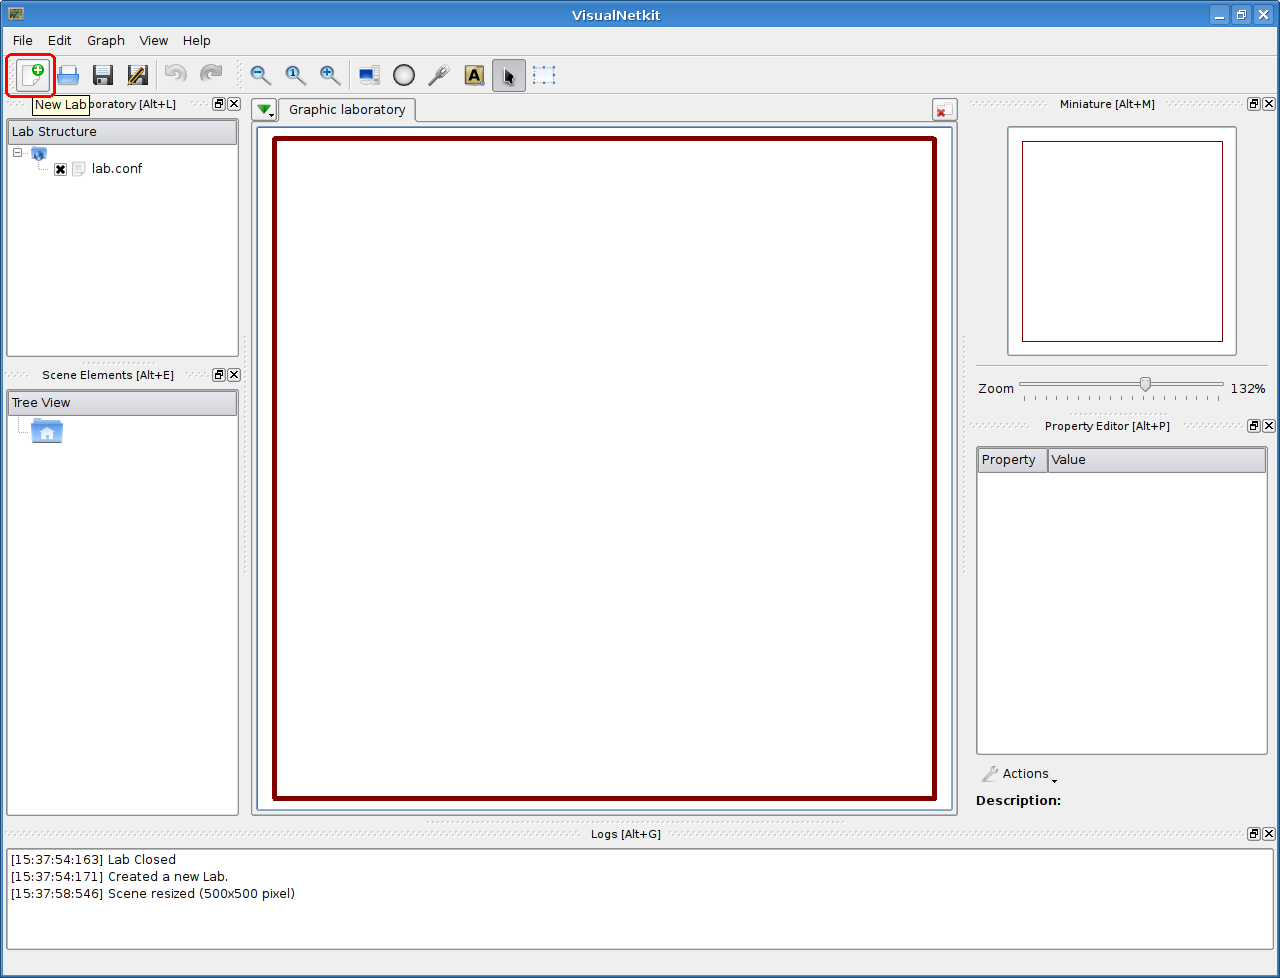 VisualNetkit
File Edit Graph View Help
1
A
New Lab
boratory [Alt+L]
Graphic laboratory
Miniature [Alt+M]
Lab Structure
lab.conf
Zoom 132%
Scene Elements [Alt+E]
Tree View
Property Editor [Alt+P]
Property Value
Actions
Description:
Logs [Alt+G]
[15:37:54:163] Lab Closed
[15:37:54:171] Created a new Lab.
[15:37:58:546] Scene resized (500x500 pixel)